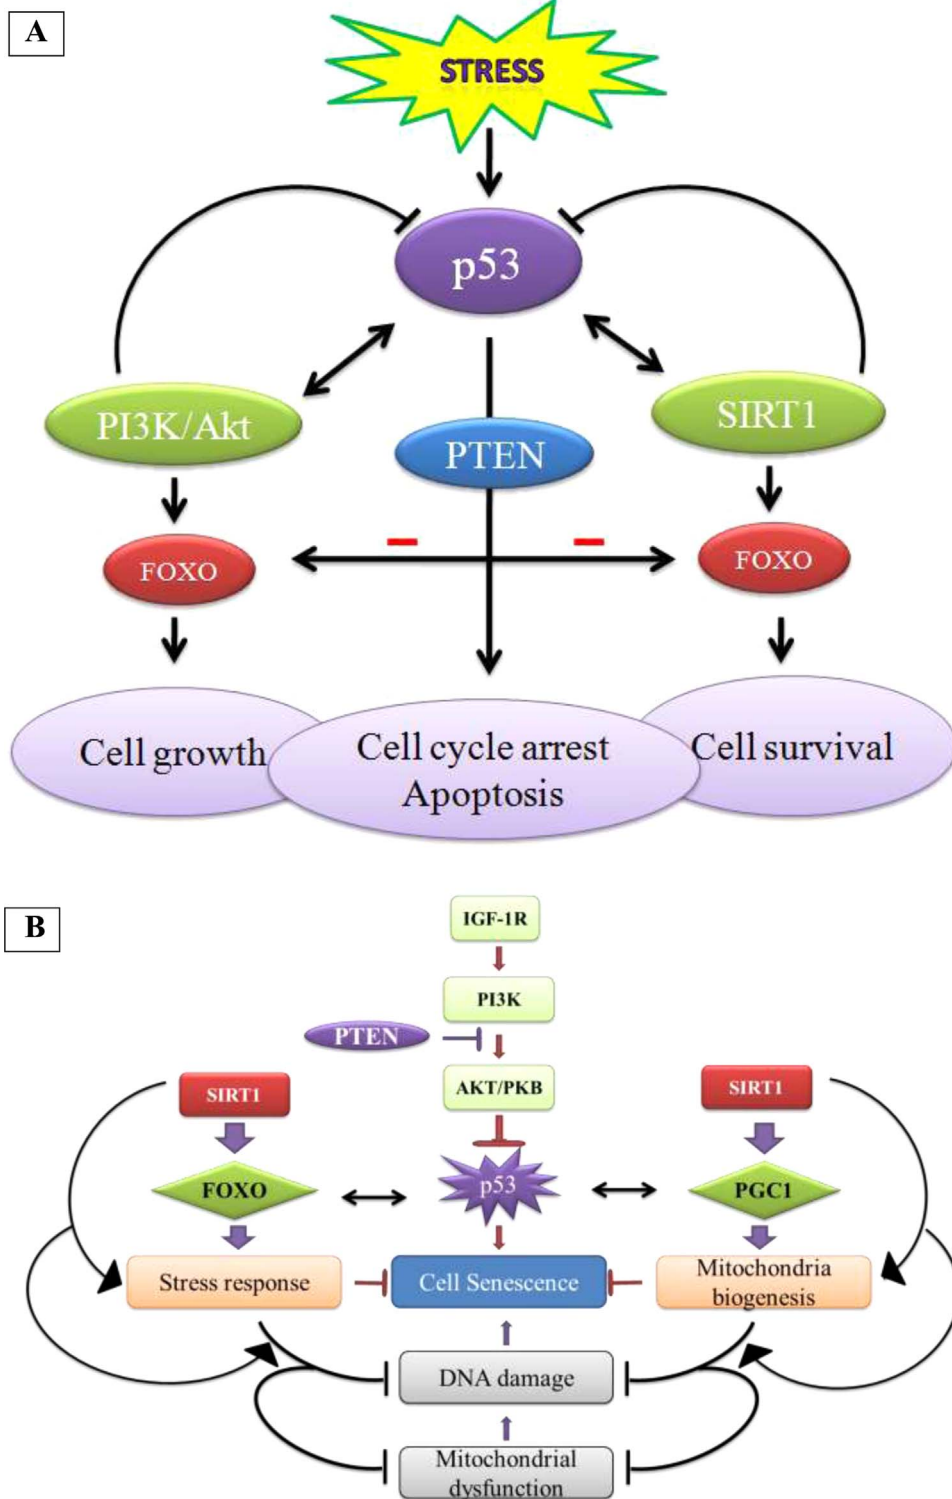 A
STRESS
p53
PI3K/Akt
SIRT1
PTEN
FOXO
FOXO
Cell growth
Cell cycle arrest
Apoptosis
Cell survival
B
IGF-1R
PI3K
PTEN
AKT/PKB
SIRT1
SIRT1
FOXO
p53
PGC1
Stress response
Cell Senescence
Mitochondria
biogenesis
DNA damage
Mitochondrial
dysfunction